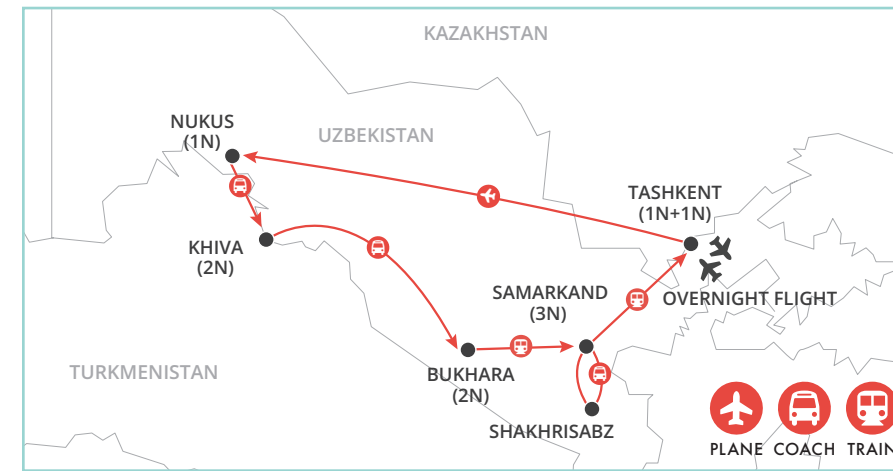 KAZAKHSTAN
NUKUS
(1N)
UZBEKISTAN
TASHKENT
(1N+1N)
KHIVA
(2N)
SAMARKAND
(3N)
OVERNIGHT FLIGHT
TURKMENISTAN
BUKHARA
(2N)
SHAKHRISABZ
PLANE COACH TRAIN